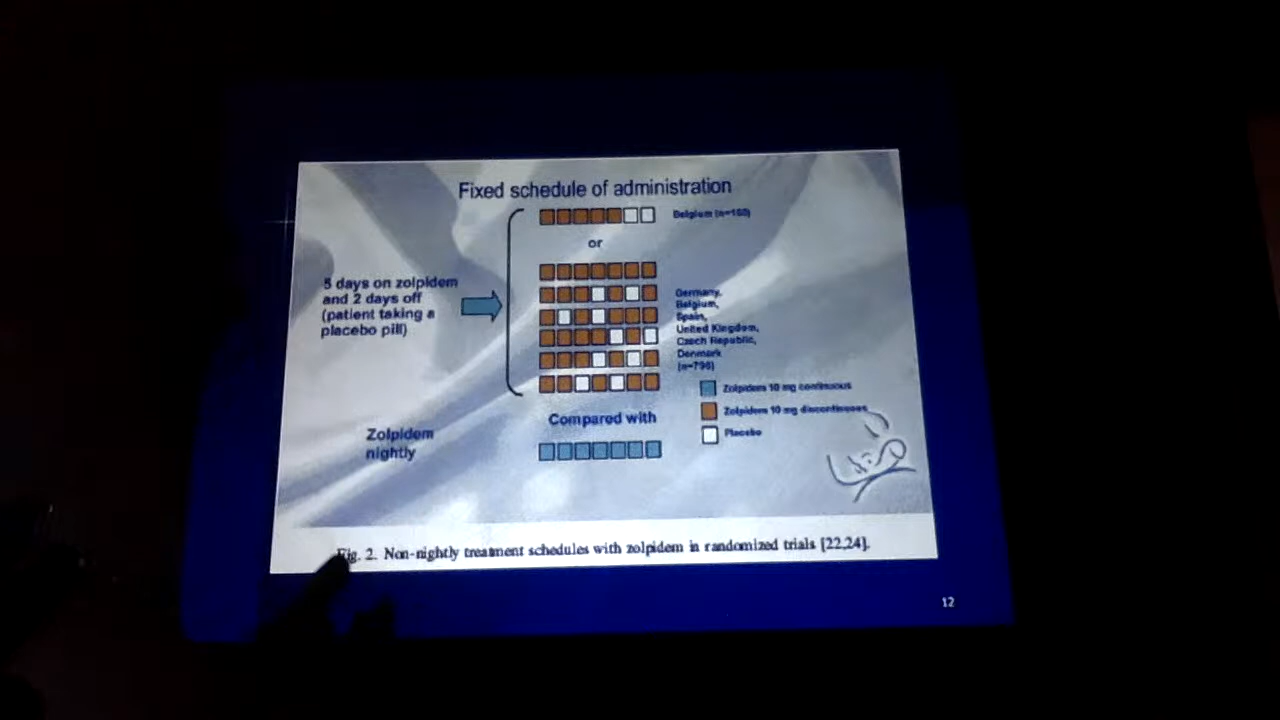 Fixed schedule of administration
Belgium (n=160)
or
5 days on zolpidem
and 2 days off
(patient taking a
placebo pill)
Germany,
Belgium,
Spain,
United Kingdom,
Czech Republic,
Denmark
(n=796)
Zolpidem 10 mg continuous
Zolpidem 10 mg discontinuous
Placebo
Compared with
Zolpidem
nightly
Fig. 2. Non-nightly treatment schedules with zolpidem in randomized trials [22,24].
12